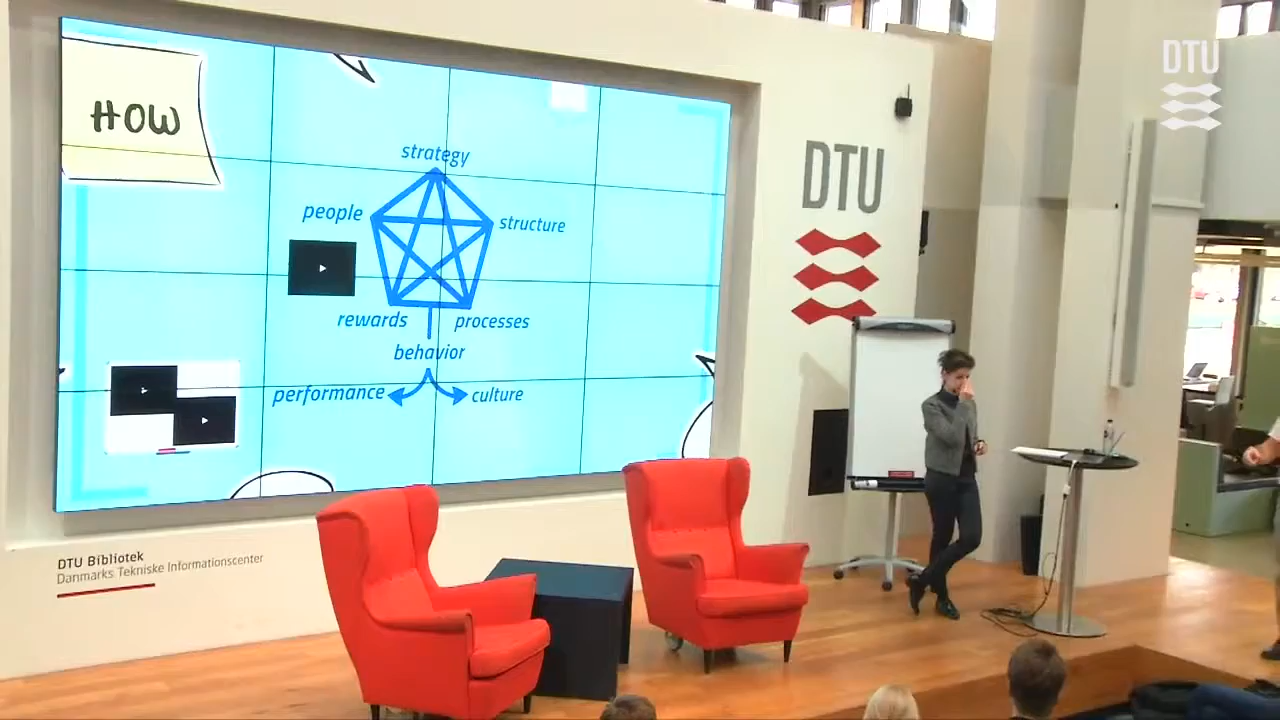 HOW
strategy
people
structure
rewards
processes
behavior
performance
culture
DTU
DTU
DTU Bibliotek
Danmarks Tekniske Informationscenter